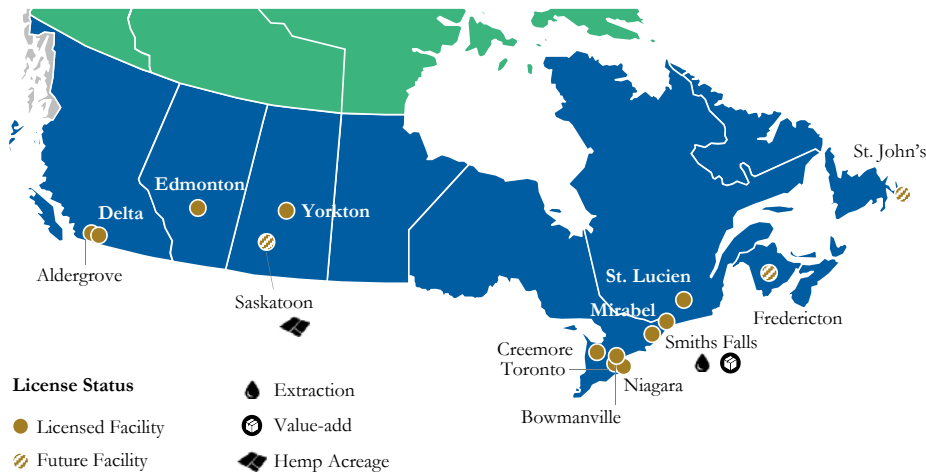 St. John's
Edmonton
Delta
Yorkton
Aldergrove
St. Lucien
Saskatoon
Mirabel
Fredericton
Smiths Falls
Creemore
Toronto
Niagara
Bowmanville
License Status
Licensed Facility
Future Facility
Extraction
Value-add
Hemp Acreage